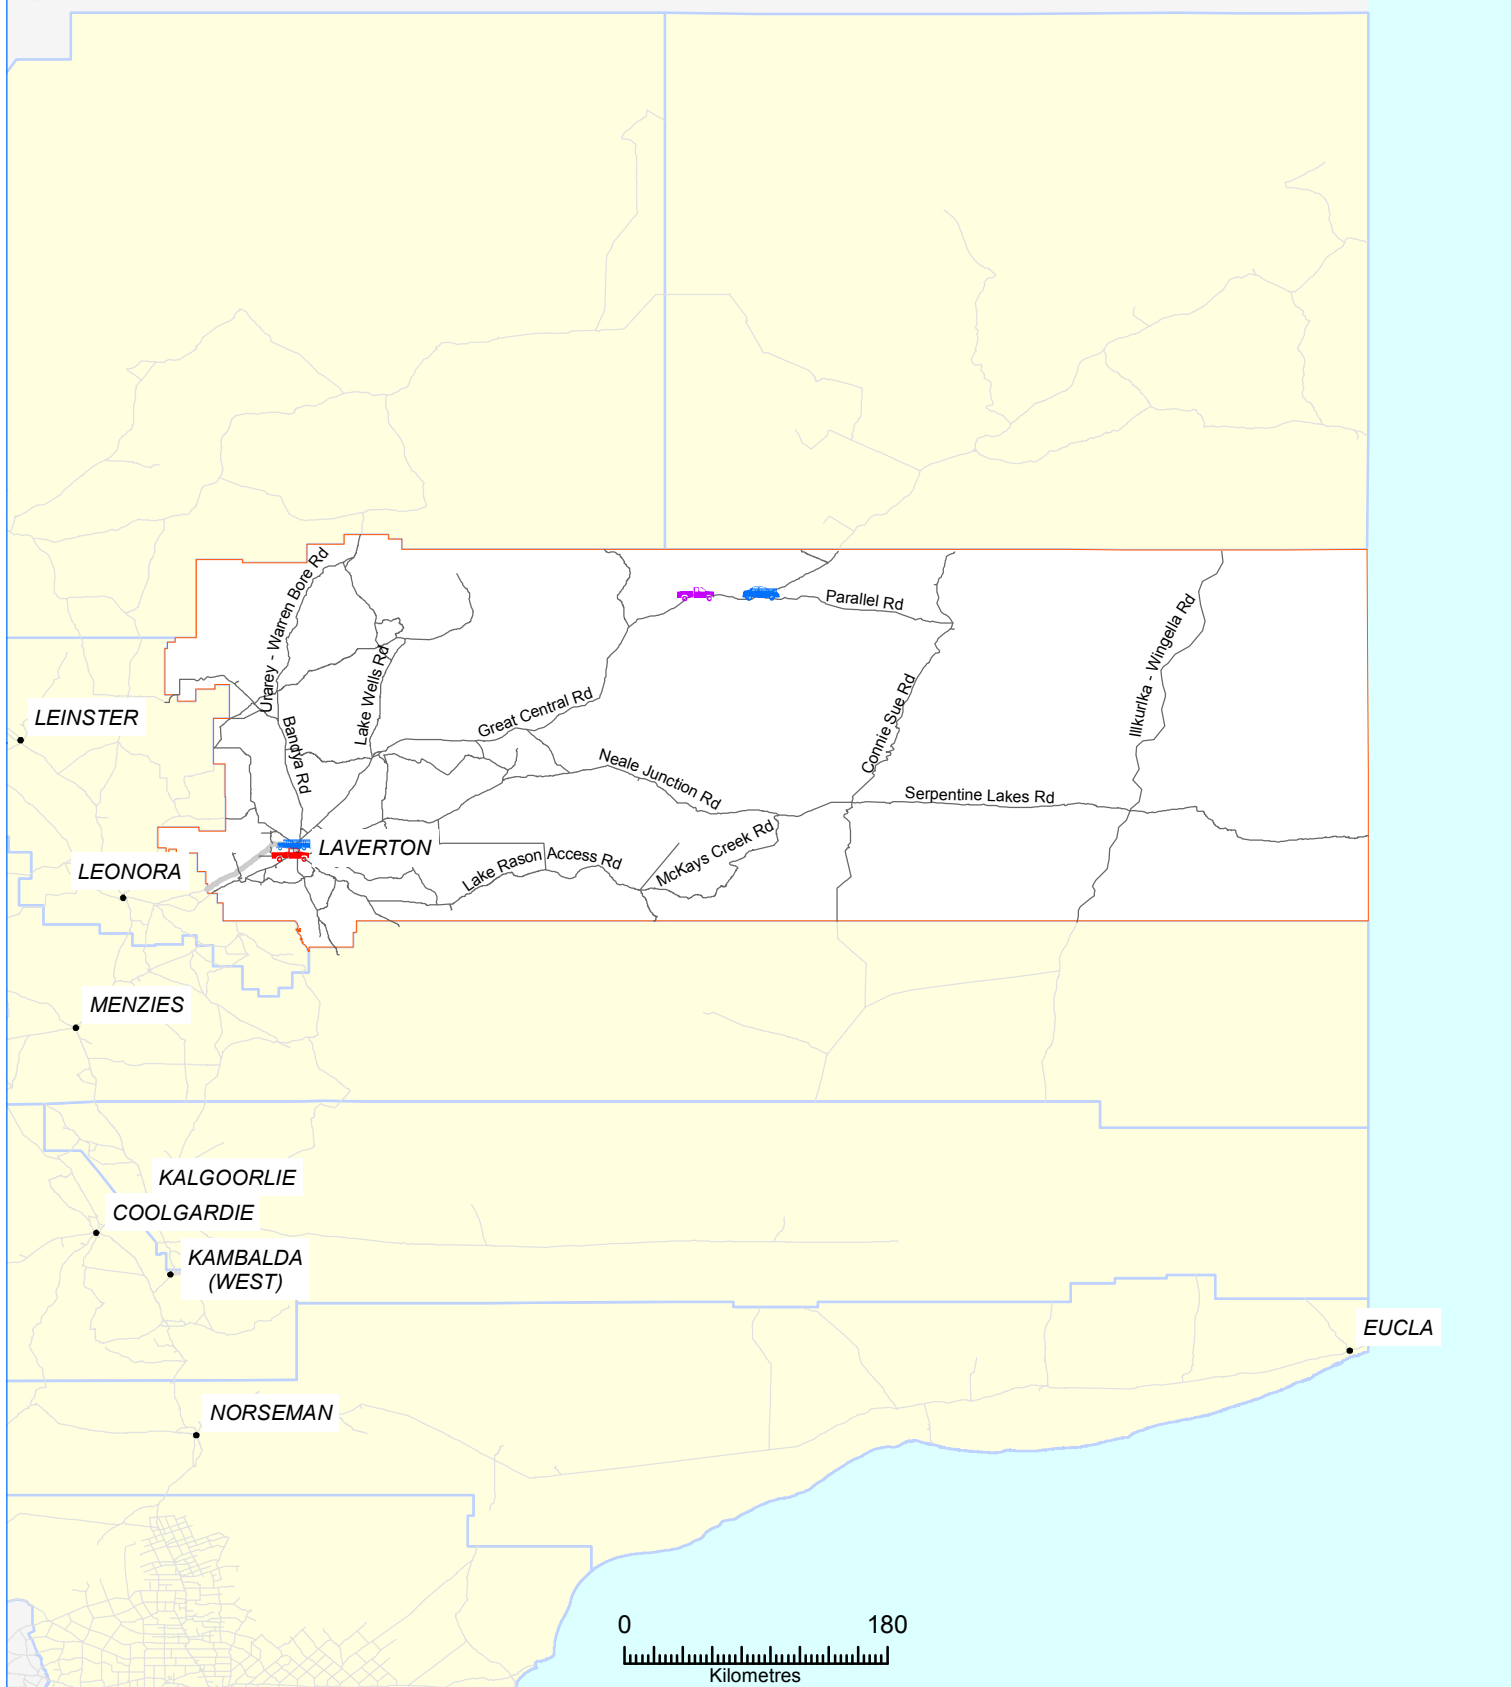 Urarey - Warren Bore Rd
Parallel Rd
Illkurlka - Wingella Rd
Lake Wells Rd
Connie Sue Rd
Great Central Rd
LEINSTER
Bandya Rd
Neale Junction Rd
Serpentine Lakes Rd
LAVERTON
McKays Creek Rd
Lake Rason Access Rd
LEONORA
MENZIES
KALGOORLIE
COOLGARDIE
KAMBALDA
(WEST)
EUCLA
NORSEMAN
0 180
Kilometres